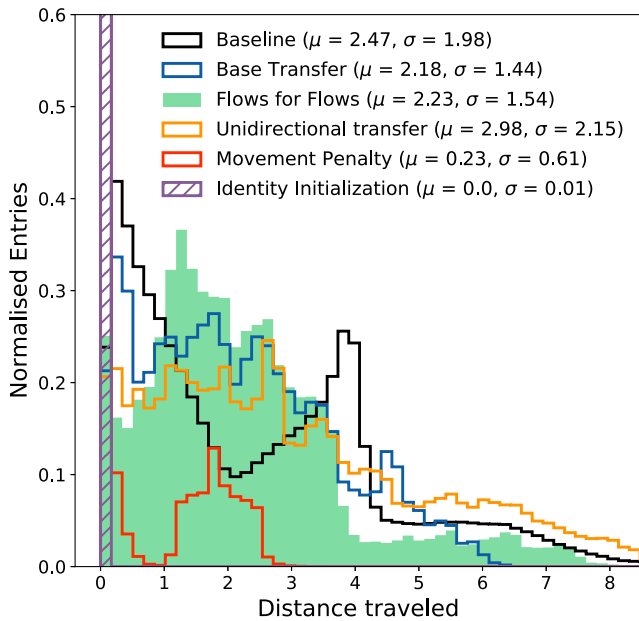 Baseline (μ = 2.47, σ = 1.98)
Base Transfer (μ = 2.18, σ = 1.44)
Flows for Flows (μ = 2.23, σ = 1.54)
Unidirectional transfer (μ = 2.98, σ = 2.15)
Movement Penalty (μ = 0.23, σ = 0.61)
Identity Initialization (μ = 0.0, σ = 0.01)
Normalised Entries
0.6
0.5
0.4
0.3
0.2
0.1
0.0
0 1 2 3 4 5 6 7 8
Distance traveled